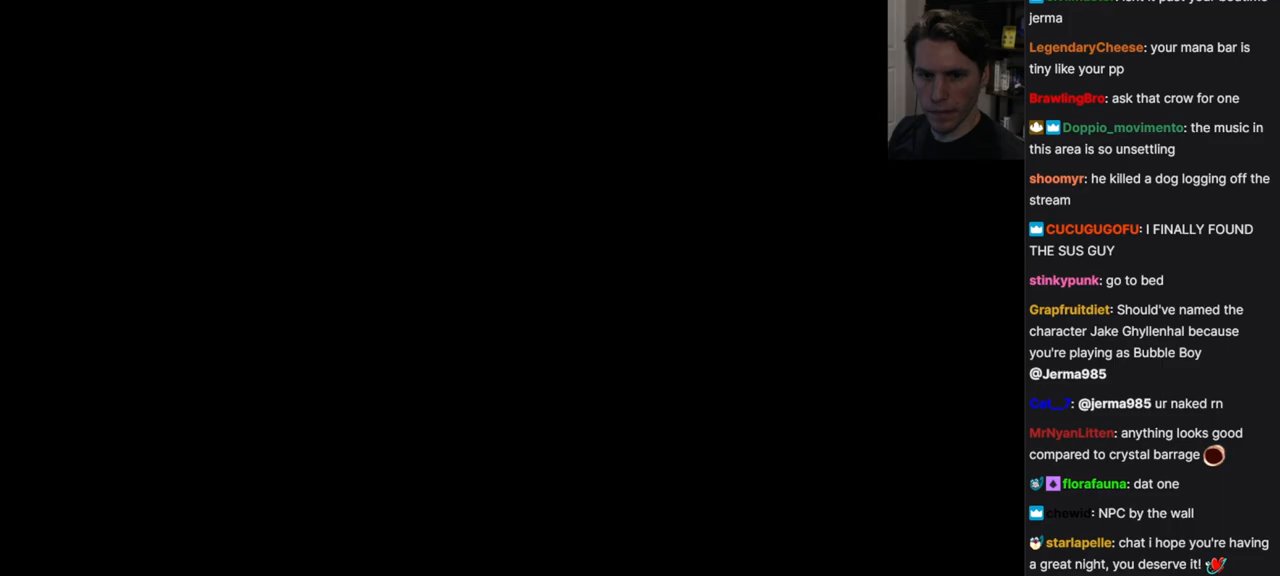 jerma
LegendaryCheese: your mana bar is
tiny like your pp
BrawlingBro: ask that crow for one
Doppio_movimento: the music in
this area is so unsettling
shoomyr: he killed a dog logging off the
stream
CUCUGUGOFU: I FINALLY FOUND
THE SUS GUY
stinkypunk: go to bed
Grapfruitdiet: Should've named the
character Jake Ghyllenhal because
you're playing as Bubble Boy
@Jerma985
Cat__7: @jerma985 ur naked rn
MrNyanLitten: anything looks good
compared to crystal barrage
florafauna: dat one
chewid: NPC by the wall
starlapelle: chat i hope you're having
a great night, you deserve it!